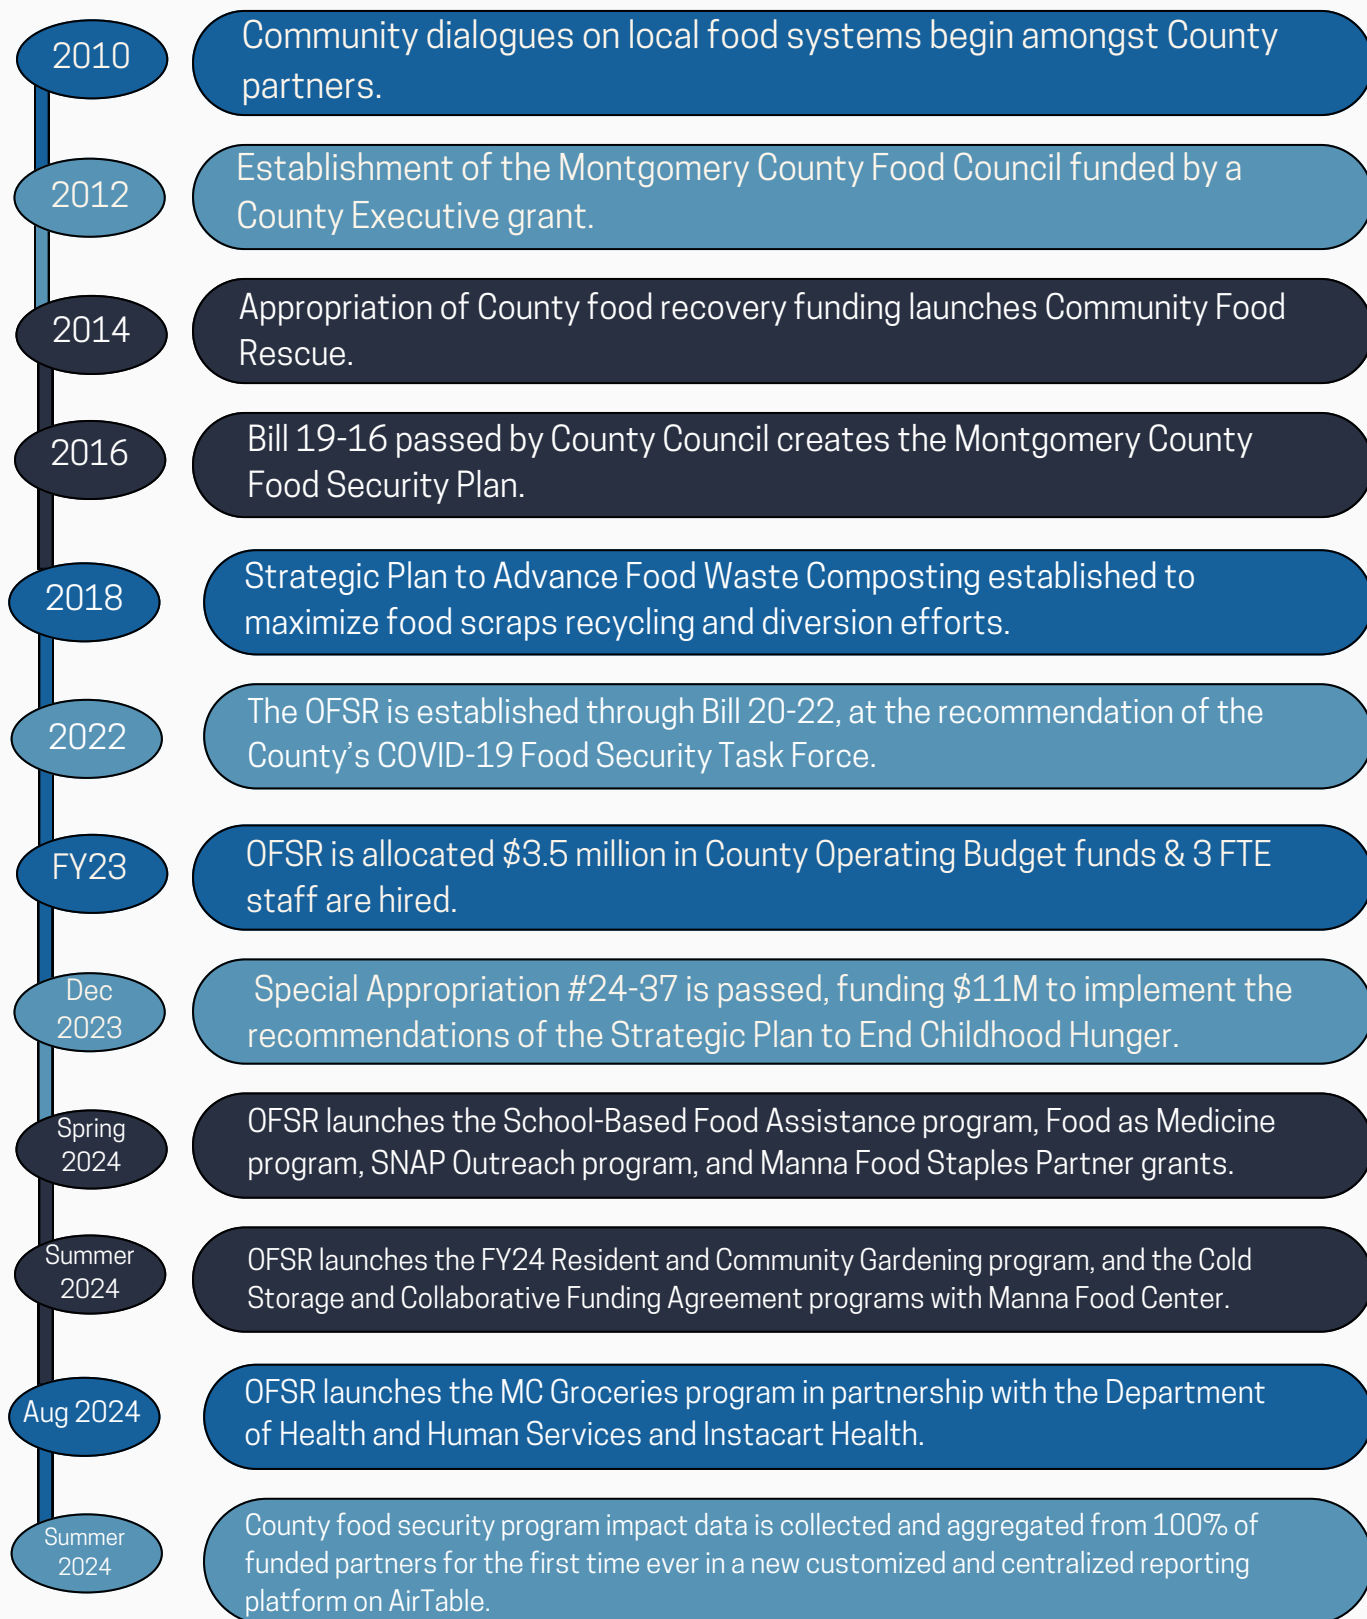 2010
Community dialogues on local food systems begin amongst County
partners.
2012
Establishment of the Montgomery County Food Council funded by a
County Executive grant.
2014
Appropriation of County food recovery funding launches Community Food
Rescue.
2016
Bill 19-16 passed by County Council creates the Montgomery County
Food Security Plan.
2018
Strategic Plan to Advance Food Waste Composting established to
maximize food scraps recycling and diversion efforts.
2022
The OFSR is established through Bill 20-22, at the recommendation of the
County’s COVID-19 Food Security Task Force.
FY23
OFSR is allocated $3.5 million in County Operating Budget funds & 3 FTE
staff are hired.
Dec
2023
Special Appropriation #24-37 is passed, funding $11M to implement the
recommendations of the Strategic Plan to End Childhood Hunger.
Spring
2024
OFSR launches the School-Based Food Assistance program, Food as Medicine
program, SNAP Outreach program, and Manna Food Staples Partner grants.
Summer
2024
OFSR launches the FY24 Resident and Community Gardening program, and the Cold
Storage and Collaborative Funding Agreement programs with Manna Food Center.
Aug 2024
OFSR launches the MC Groceries program in partnership with the Department
of Health and Human Services and Instacart Health.
Summer
2024
County food security program impact data is collected and aggregated from 100% of
funded partners for the first time ever in a new customized and centralized reporting
platform on AirTable.